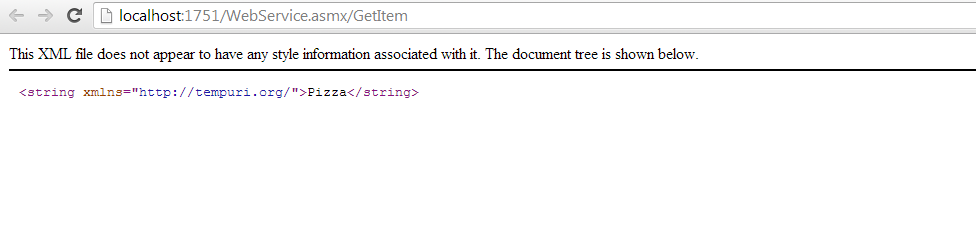 localhost:1751/WebService.asmx/GetItem
This XML file does not appear to have any style information associated with it. The document tree is shown below.
<string xmlns="http://tempuri.org/">Pizza</string>